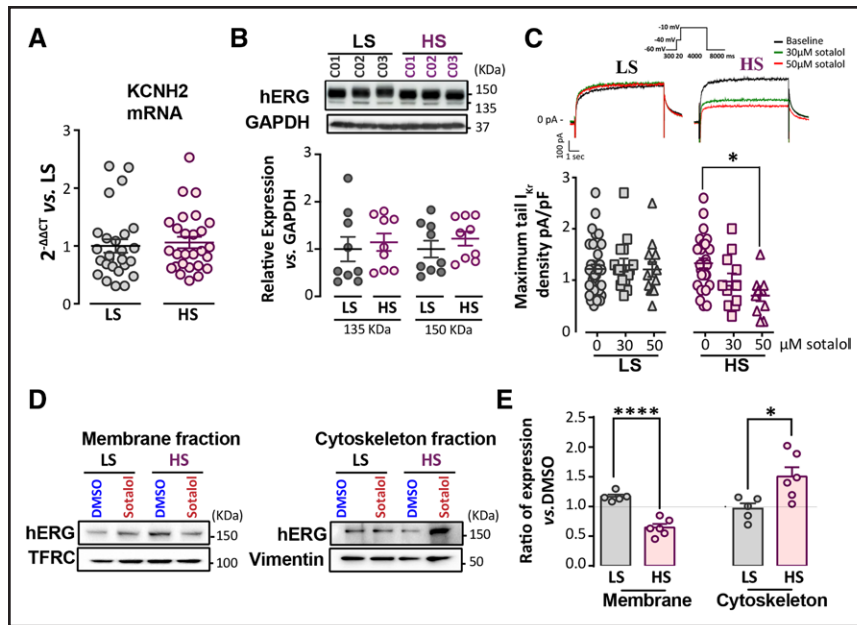 A
KCNH2
mRNA
2-ΔΔCT vs. LS
3
2
1
0
LS
HS
B
LS
HS
C01
C02
C03
C01
C02
C03
(KDa)
hERG
150
135
GAPDH
37
Relative Expression
vs. GAPDH
3
2
1
0
LS
HS
LS
HS
135 KDa
150 KDa
C
-10 mV
-40 mV
-60 mV
300 20 4000 8000 ms
Baseline
30µM sotalol
50µM sotalol
LS
HS
0 pA -
100 pA
1 sec
*
Maximum tail IKr
density pA/pF
3
2
1
0
0 30 50
0 30 50
µM sotalol
LS
HS
D
Membrane fraction
LS
HS
DMSO
Sotalol
DMSO
Sotalol
(KDa)
hERG
150
TFRC
100
Cytoskeleton fraction
LS
HS
DMSO
Sotalol
DMSO
Sotalol
(KDa)
hERG
150
Vimentin
50
E
****
*
Ratio of expression
vs.DMSO
2.5
2.0
1.5
1.0
0.5
0.0
LS
HS
LS
HS
Membrane
Cytoskeleton